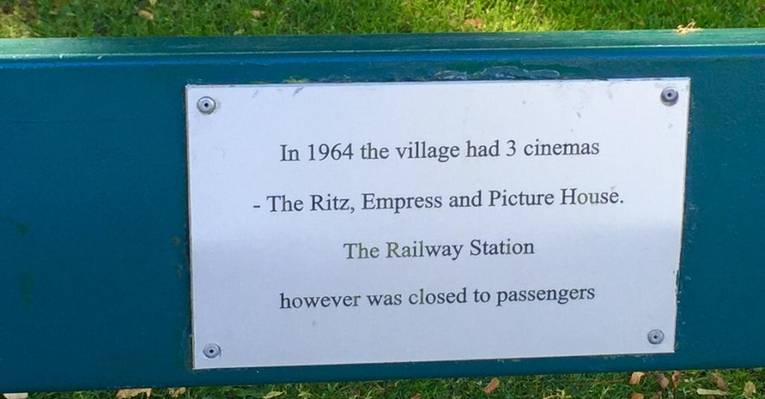 In 1964 the village had 3 cinemas
- The Ritz, Empress and Picture House.
The Railway Station
however was closed to passengers